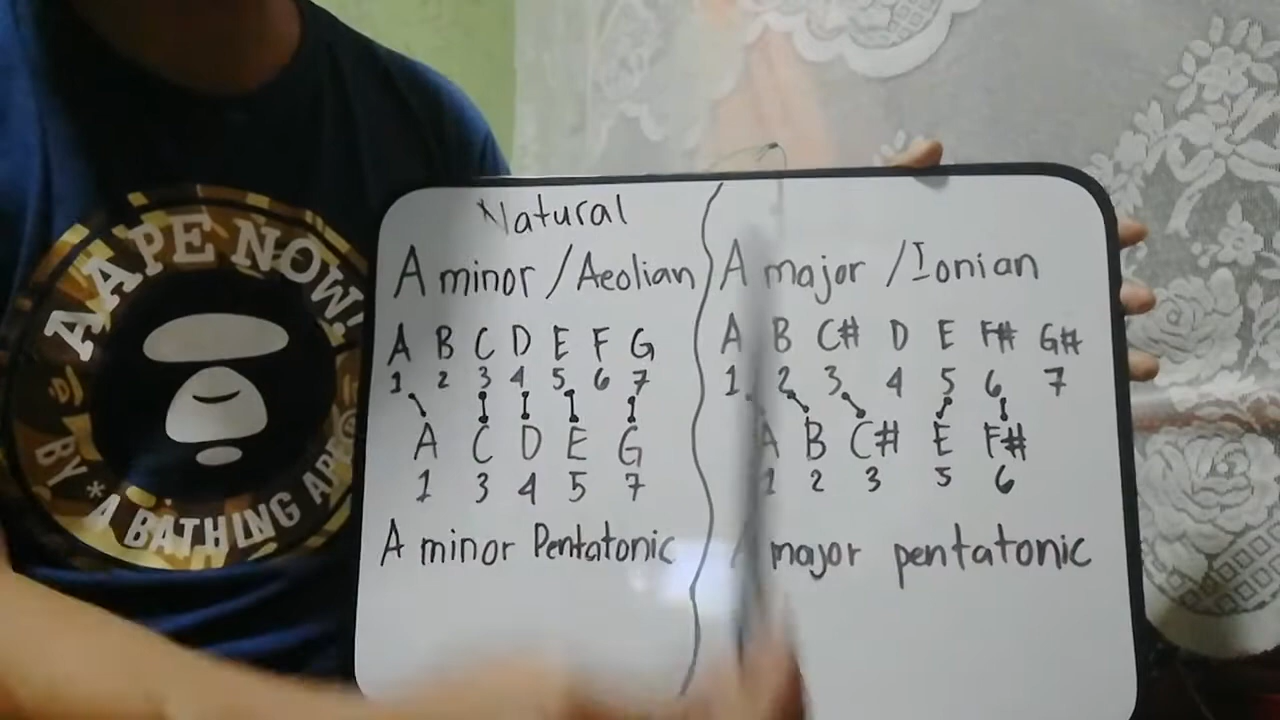 AAPE NOW!
BY *A BATHING APE®
Natural
A minor / Aeolian
A B C D E F G
1 2 3 4 5 6 7
A C D E G
1 3 4 5 7
A minor Pentatonic
A major / Ionian
A B C# D E F# G#
1 2 3 4 5 6 7
A B C# E F#
1 2 3 5 6
A major pentatonic